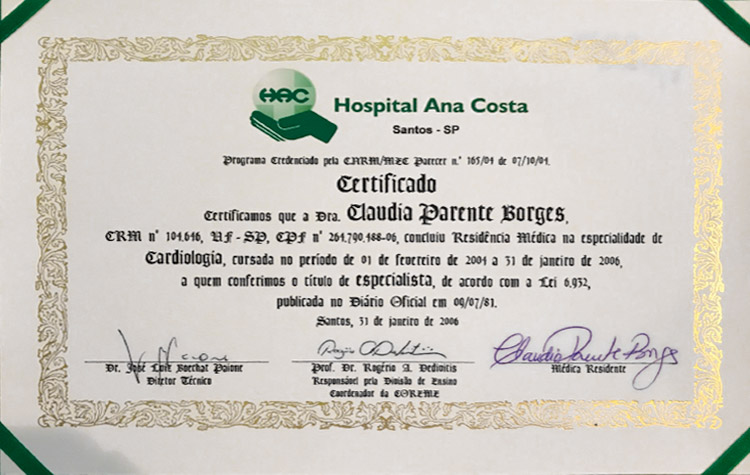 HAC
Hospital Ana Costa
Santos - SP
Programa Credenciado pela CNRM/MEC Parecer n.º 165/04 de 07/10/04.
Certificado
Certificamos que a Dra. Claudia Parente Borges,
CRM nº 104.646, UF - SP, CPF nº 264.790.488-06, concluiu Residência Médica na especialidade de
Cardiologia, cursada no período de 01 de fevereiro de 2004 a 31 de janeiro de 2006,
a quem conferimos o título de especialista, de acordo com a Lei 6.932,
publicada no Diário Oficial em 09/07/81.
Santos, 31 de janeiro de 2006
Claudia Parente Borges
Dr. José Luiz Boechat Paione
Diretor Técnico
Prof. Dr. Rogério A. Dedivitis
Responsável pela Divisão de Ensino
Coordenador da COREME
Médica Residente